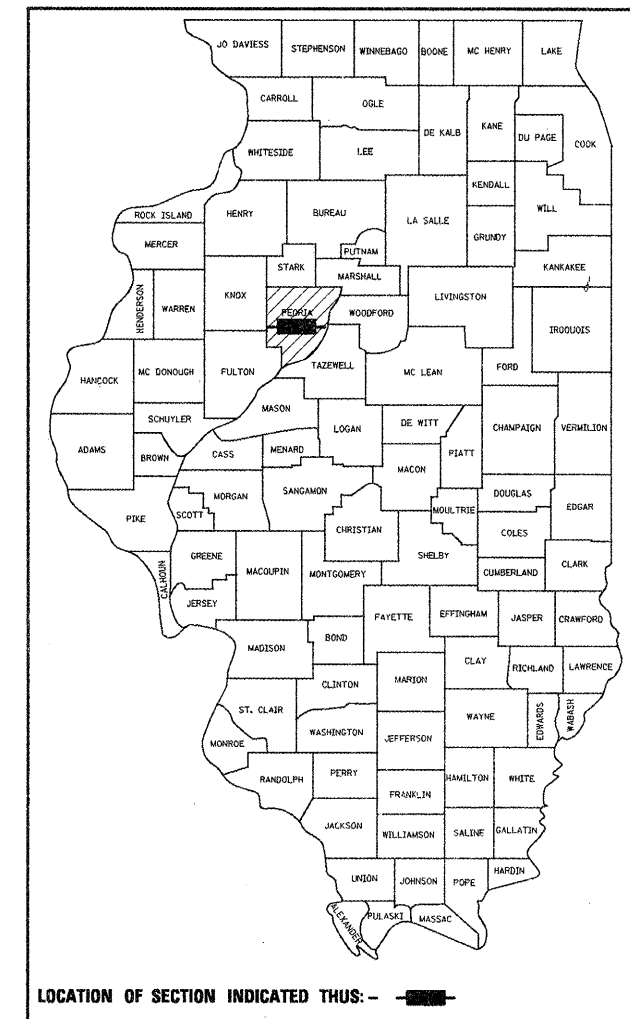 JO DAVIESS STEPHENSON WINNEBAGO BOONE MC HENRY LAKE
CARROLL OGLE DE KALB KANE DU PAGE COOK
WHITESIDE LEE KENDALL WILL
ROCK ISLAND HENRY BUREAU LA SALLE GRUNDY
MERCER PUTNAM KANKAKEE
STARK MARSHALL
HENDERSON WARREN KNOX PEORIA WOODFORD LIVINGSTON IROQUOIS
HANCOCK MC DONOUGH FULTON TAZEWELL MC LEAN FORD
SCHUYLER MASON LOGAN DE WITT CHAMPAIGN VERMILION
ADAMS BROWN CASS MENARD MACON PIATT
PIKE SCOTT MORGAN SANGAMON MOULTRIE DOUGLAS EDGAR
CHRISTIAN COLES
CALHOUN GREENE MACOUPIN MONTGOMERY SHELBY CUMBERLAND CLARK
JERSEY FAYETTE EFFINGHAM JASPER CRAWFORD
MADISON BOND CLAY RICHLAND LAWRENCE
CLINTON MARION
ST. CLAIR WASHINGTON WAYNE EDWARDS WABASH
MONROE JEFFERSON
RANDOLPH PERRY FRANKLIN HAMILTON WHITE
JACKSON WILLIAMSON SALINE GALLATIN
UNION JOHNSON POPE HARDIN
ALEXANDER PULASKI MASSAC
LOCATION OF SECTION INDICATED THUS: -